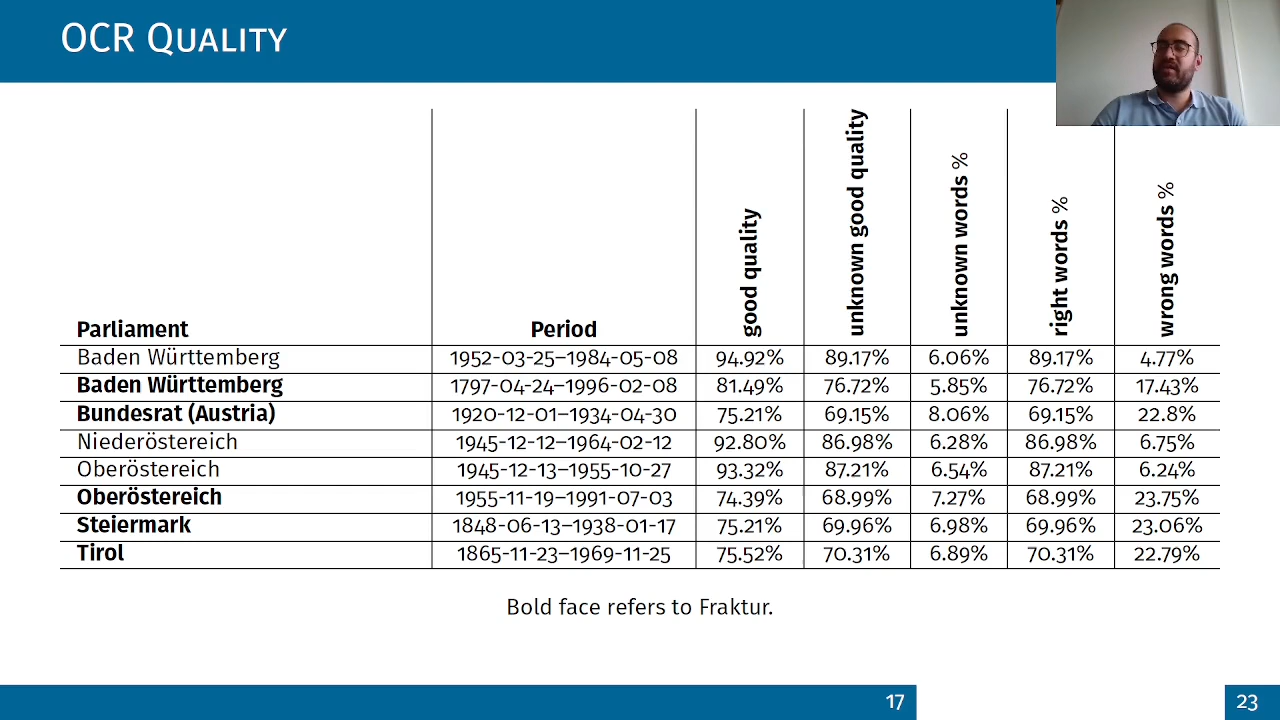 OCR Quality
Parliament Period good quality unknown good quality unknown words % right words % wrong words %
Baden Württemberg 1952-03-25–1984-05-08 94.92% 89.17% 6.06% 89.17% 4.77%
Baden Württemberg 1797-04-24–1996-02-08 81.49% 76.72% 5.85% 76.72% 17.43%
Bundesrat (Austria) 1920-12-01–1934-04-30 75.21% 69.15% 8.06% 69.15% 22.8%
Niederöstereich 1945-12-12–1964-02-12 92.80% 86.98% 6.28% 86.98% 6.75%
Oberöstereich 1945-12-13–1955-10-27 93.32% 87.21% 6.54% 87.21% 6.24%
Oberöstereich 1955-11-19–1991-07-03 74.39% 68.99% 7.27% 68.99% 23.75%
Steiermark 1848-06-13–1938-01-17 75.21% 69.96% 6.98% 69.96% 23.06%
Tirol 1865-11-23–1969-11-25 75.52% 70.31% 6.89% 70.31% 22.79%
Bold face refers to Fraktur.
17 23